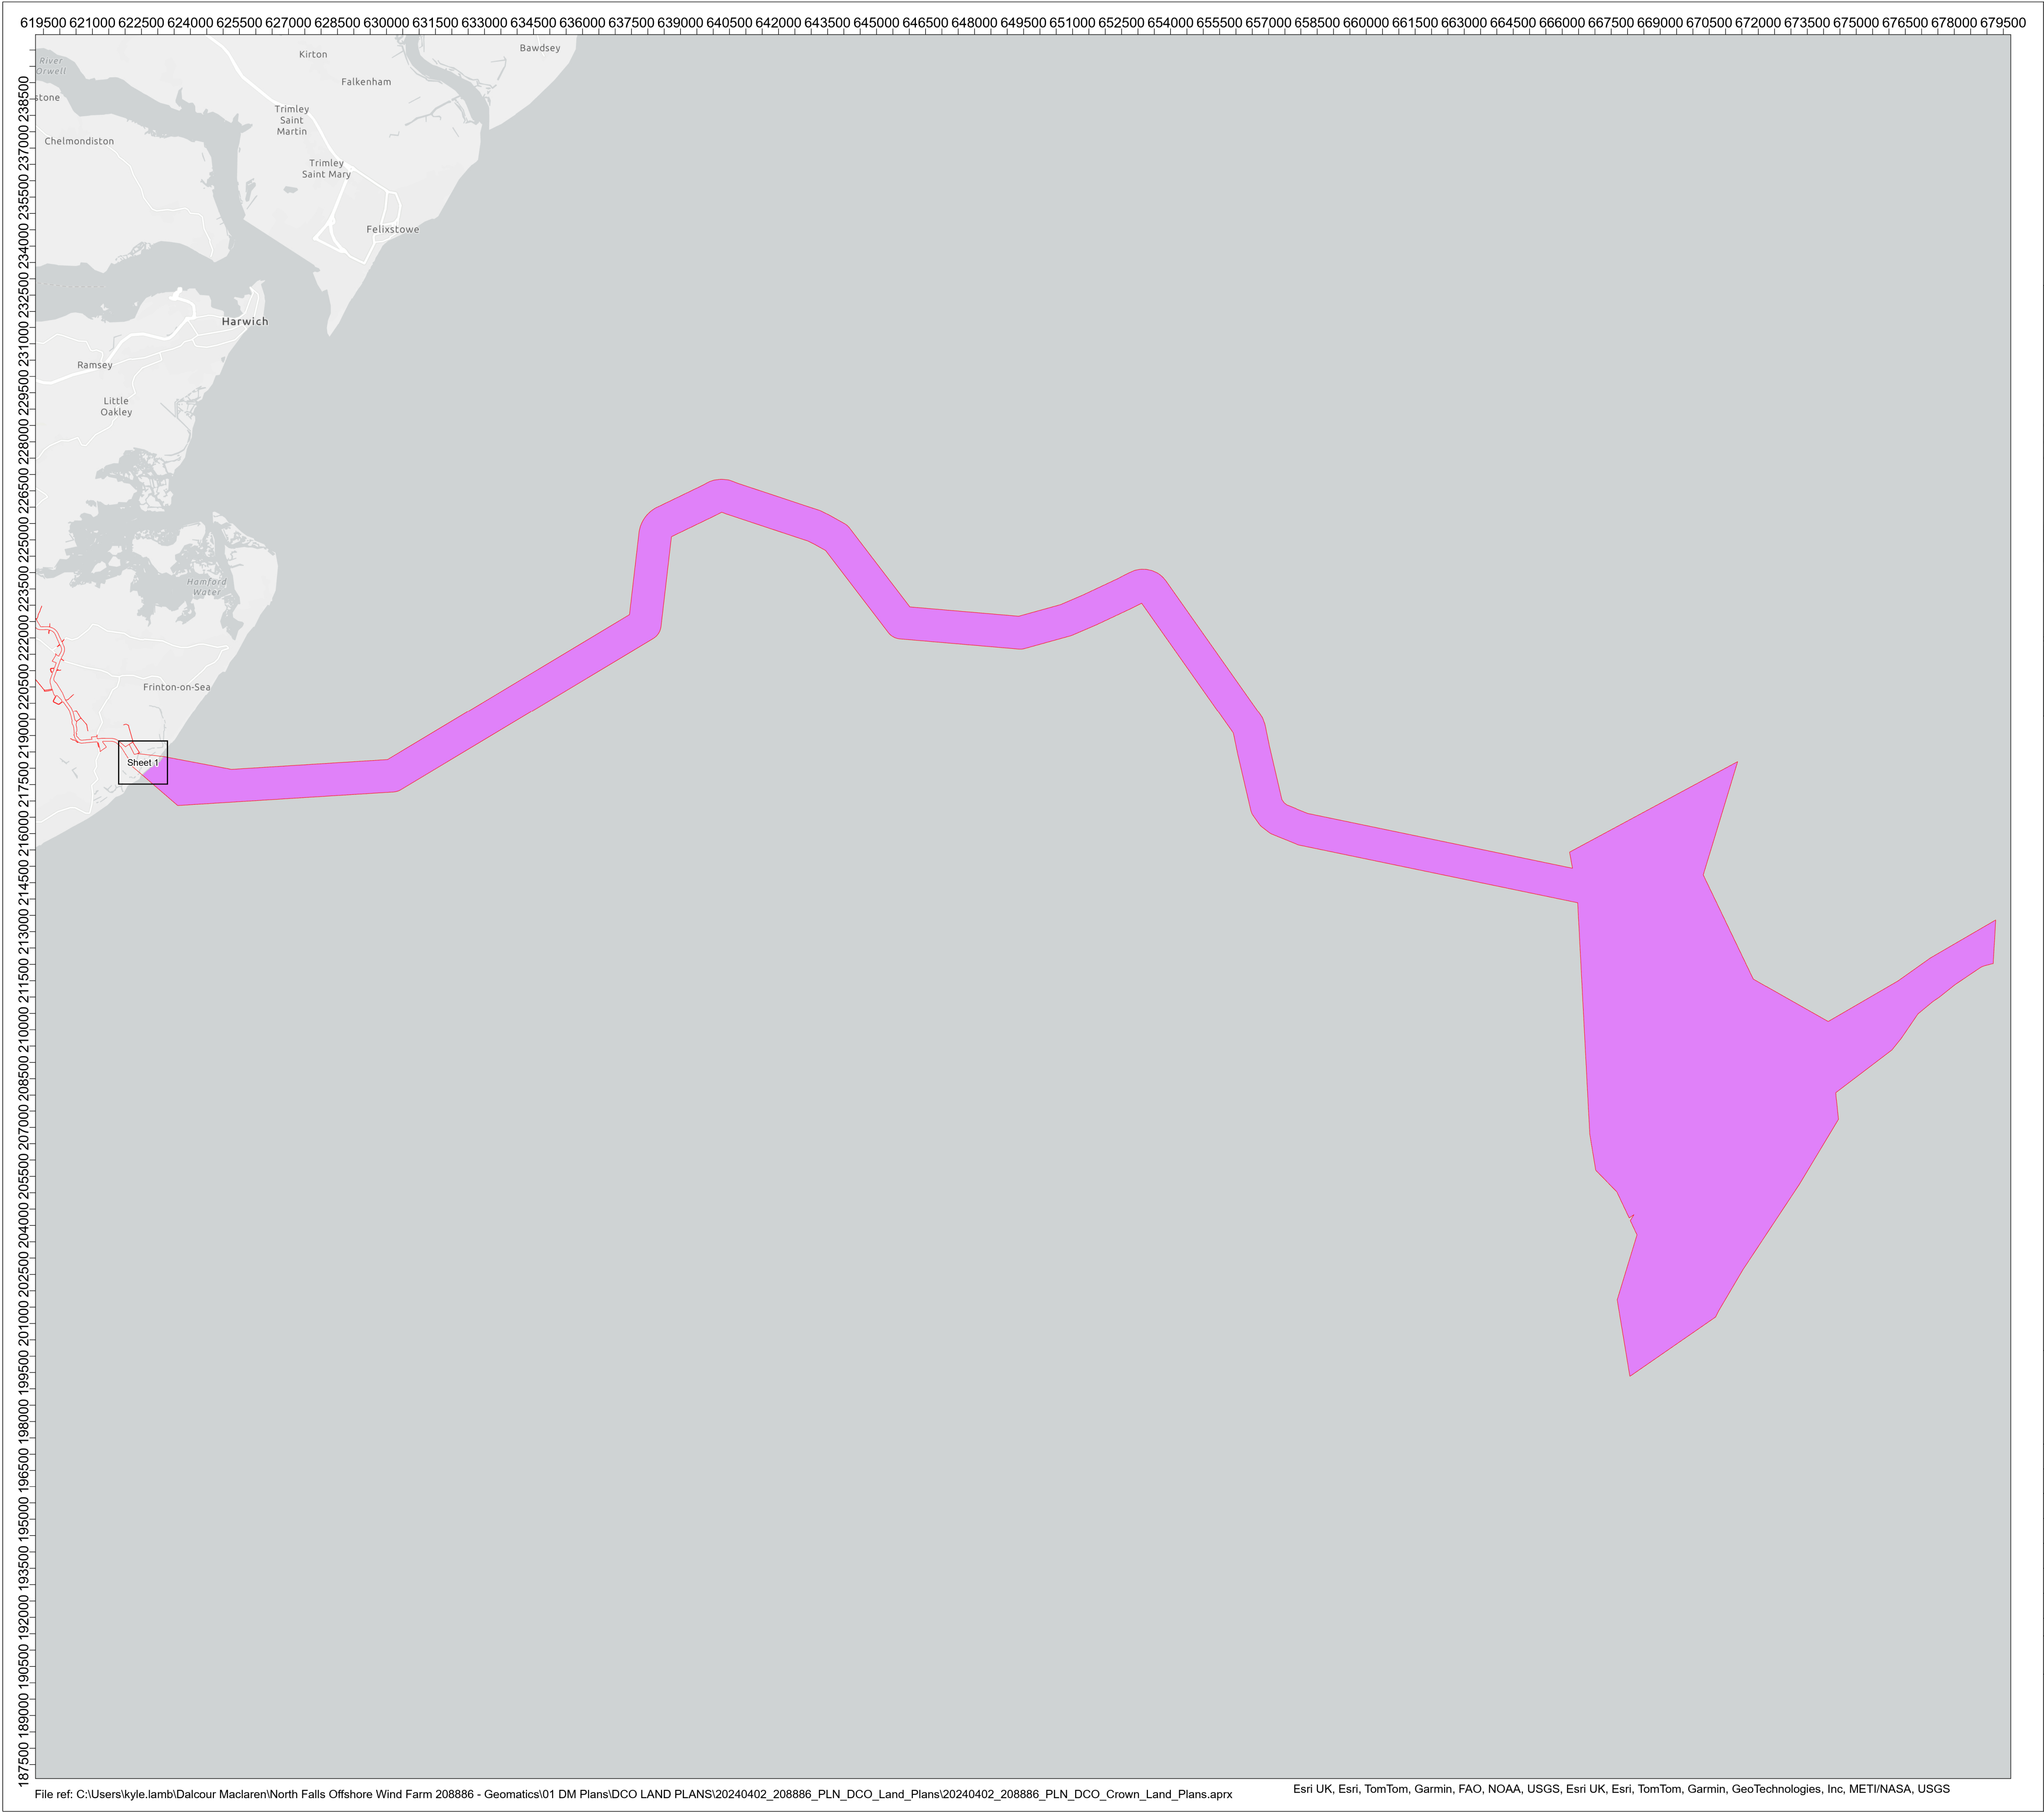 619500 621000 622500 624000 625500 627000 628500 630000 631500 633000 634500 636000 637500 639000 640500 642000 643500 645000 646500 648000 649500 651000 652500 654000 655500 657000 658500 660000 661500 663000 664500 666000 667500 669000 670500 672000 673500 675000 676500 678000 679500
238500
237000
235500
234000
232500
231000
229500
228000
226500
225000
223500
222000
220500
219000
217500
216000
214500
213000
211500
210000
208500
207000
205500
204000
202500
201000
199500
198000
196500
195000
193500
192000
190500
189000
187500
River
Orwell
stone
Chelmondiston
Kirton
Bawdsey
Falkenham
Trimley
Saint
Martin
Trimley
Saint Mary
Felixstowe
Harwich
Ramsey
Little
Oakley
Hamford
Water
Frinton-on-Sea
Sheet 1
File ref: C:\Users\kyle.lamb\Dalcour Maclaren\North Falls Offshore Wind Farm 208886 - Geomatics\01 DM Plans\DCO LAND PLANS\20240402_208886_PLN_DCO_Land_Plans\20240402_208886_PLN_DCO_Crown_Land_Plans.aprx
Esri UK, Esri, TomTom, Garmin, FAO, NOAA, USGS, Esri UK, Esri, TomTom, Garmin, GeoTechnologies, Inc, METI/NASA, USGS